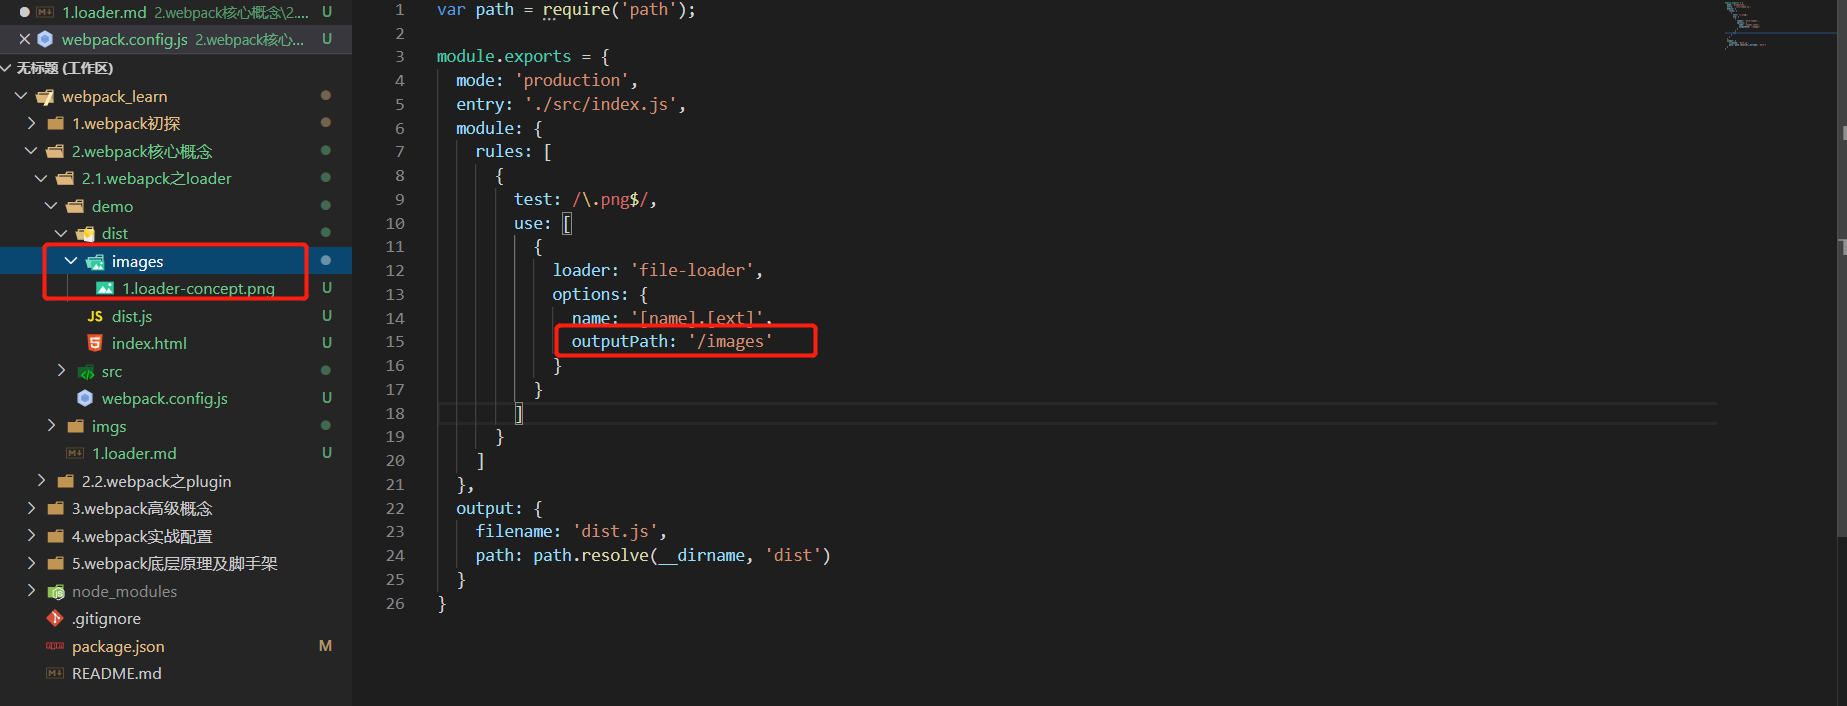 1.loader.md 2.webpack核心概念\2.... U
webpack.config.js 2.webpack核心... U
无标题 (工作区)
webpack_learn
1.webpack初探
2.webpack核心概念
2.1.webapck之loader
demo
dist
images
1.loader-concept.png U
JS dist.js U
index.html U
src
webpack.config.js U
imgs
1.loader.md U
2.2.webpack之plugin
3.webpack高级概念
4.webpack实战配置
5.webpack底层原理及脚手架
node_modules
.gitignore
package.json M
README.md
1 var path = require('path');
2
3 module.exports = {
4 mode: 'production',
5 entry: './src/index.js',
6 module: {
7 rules: [
8 {
9 test: /\.png$/,
10 use: [
11 {
12 loader: 'file-loader',
13 options: {
14 name: '[name].[ext]',
15 outputPath: '/images'
16 }
17 }
18 ]
19 }
20 ]
21 },
22 output: {
23 filename: 'dist.js',
24 path: path.resolve(__dirname, 'dist')
25 }
26 }